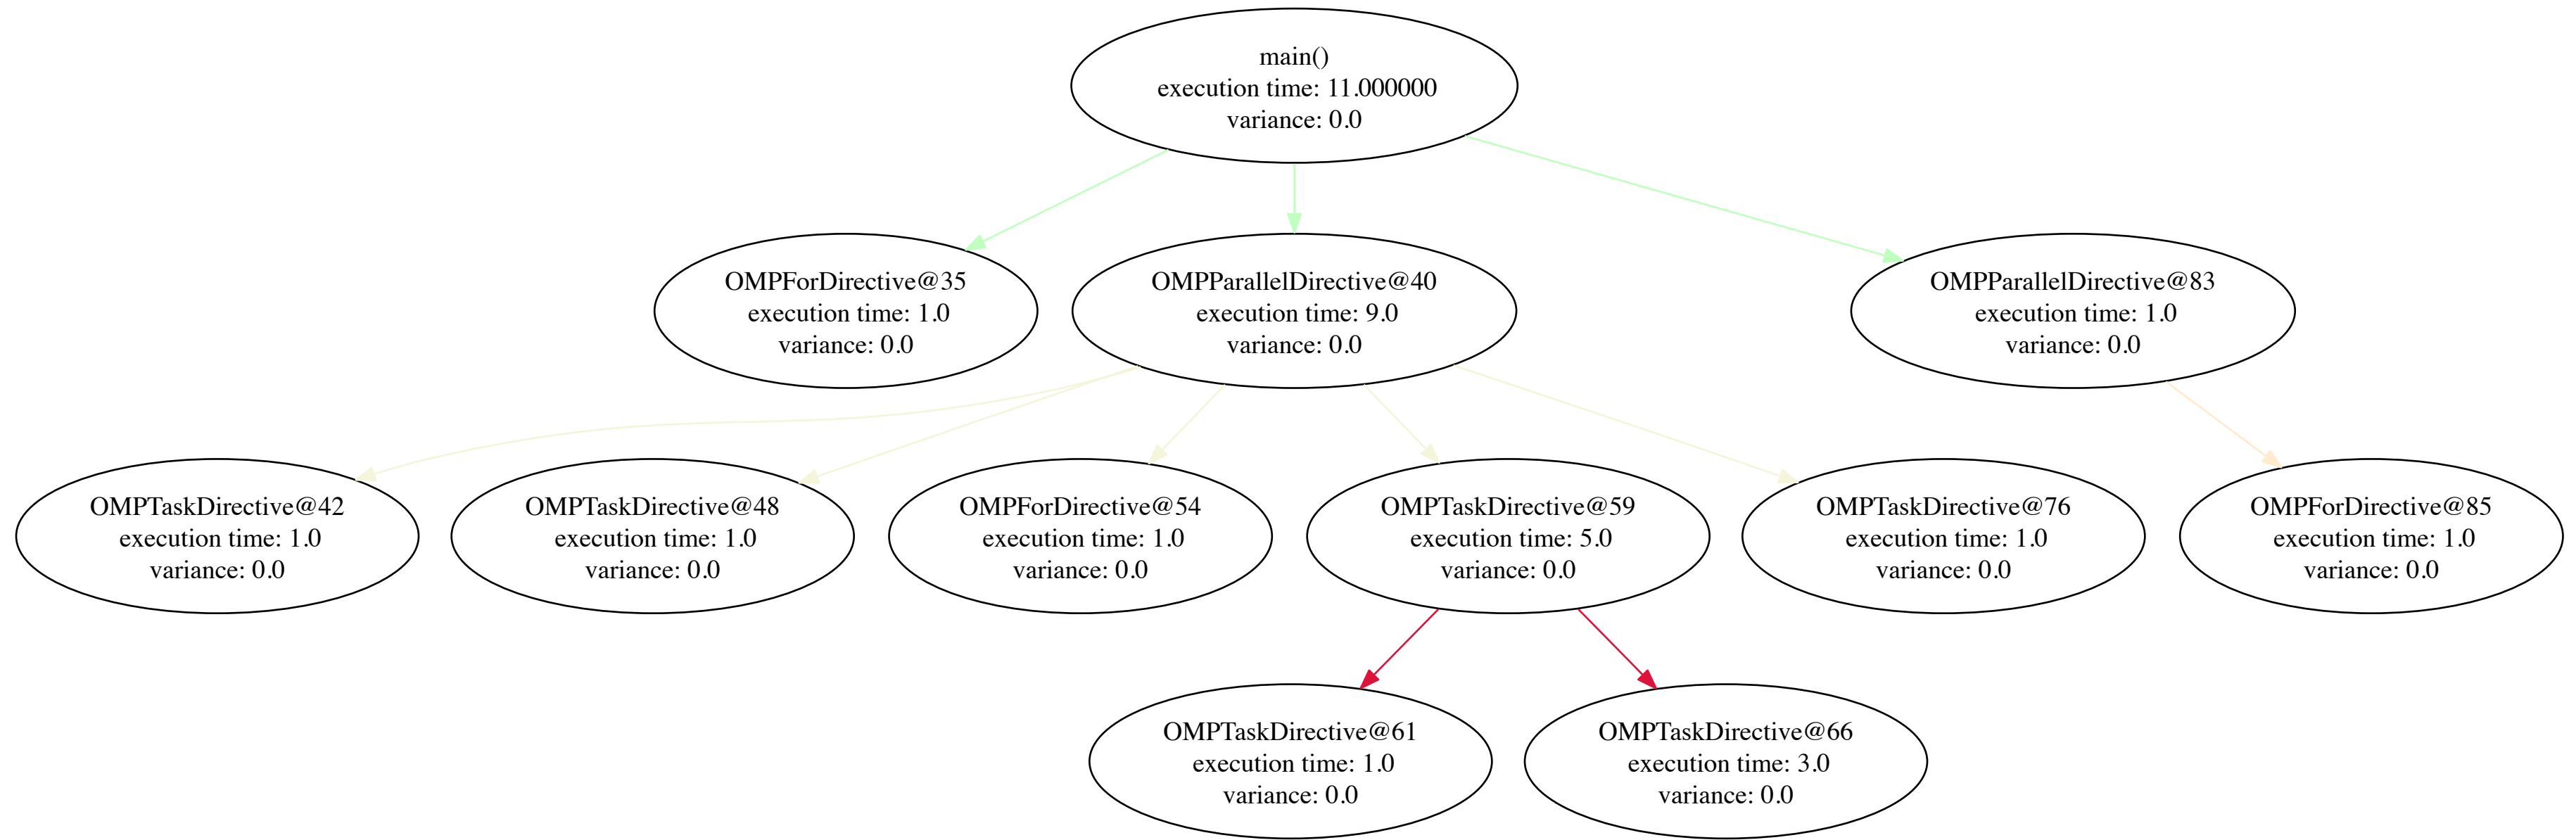 main()
execution time: 11.000000
variance: 0.0
OMPForDirective@35
execution time: 1.0
variance: 0.0
OMPParallelDirective@40
execution time: 9.0
variance: 0.0
OMPParallelDirective@83
execution time: 1.0
variance: 0.0
OMPTaskDirective@42
execution time: 1.0
variance: 0.0
OMPTaskDirective@48
execution time: 1.0
variance: 0.0
OMPForDirective@54
execution time: 1.0
variance: 0.0
OMPTaskDirective@59
execution time: 5.0
variance: 0.0
OMPTaskDirective@76
execution time: 1.0
variance: 0.0
OMPForDirective@85
execution time: 1.0
variance: 0.0
OMPTaskDirective@61
execution time: 1.0
variance: 0.0
OMPTaskDirective@66
execution time: 3.0
variance: 0.0